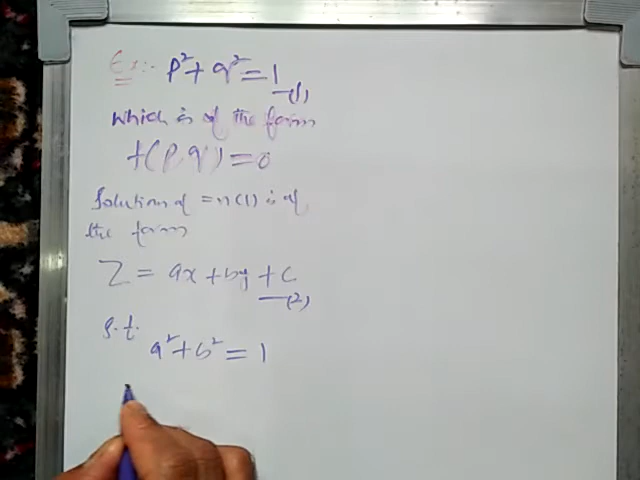 Ex:- p² + q² = 1 —(1)
which is of the form
f(p, q) = 0
Solution of =n (1) is of
the form
Z = ax + by + c —(2)
s.t.
a² + b² = 1